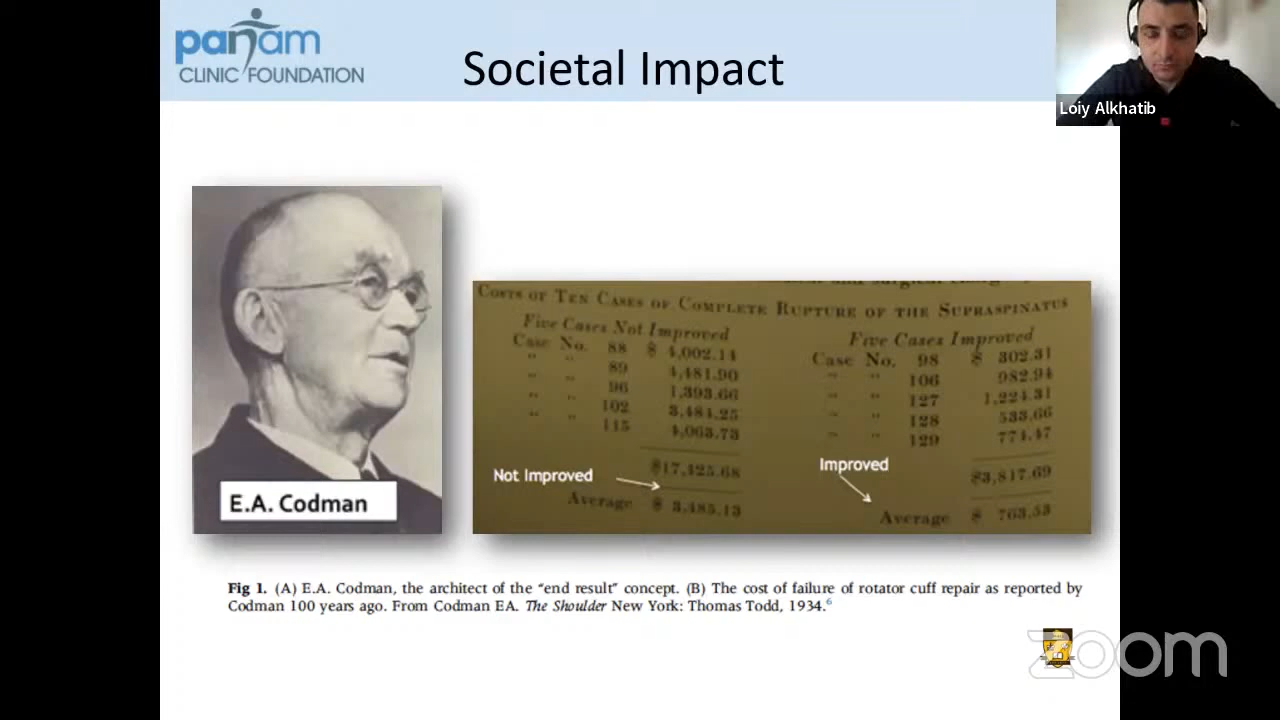 panam
CLINIC FOUNDATION
Societal Impact
Loiy Alkhatib
E.A. Codman
COSTS OF TEN CASES OF COMPLETE RUPTURE OF THE SUPRASPINATUS
Five Cases Not Improved
Case No. 88 $ 4,002.14
" " 89 4,481.90
" " 96 1,393.66
" " 102 3,484.25
" " 115 4,063.73
$17,425.68
Not Improved
Average $ 3,485.13
Five Cases Improved
Case No. 98 $ 302.31
" " 106 982.94
" " 127 1,224.31
" " 128 533.66
" " 129 774.47
Improved
$3,817.69
Average $ 763.53
Fig 1. (A) E.A. Codman, the architect of the “end result” concept. (B) The cost of failure of rotator cuff repair as reported by
Codman 100 years ago. From Codman EA. The Shoulder New York: Thomas Todd, 1934.6
zoom